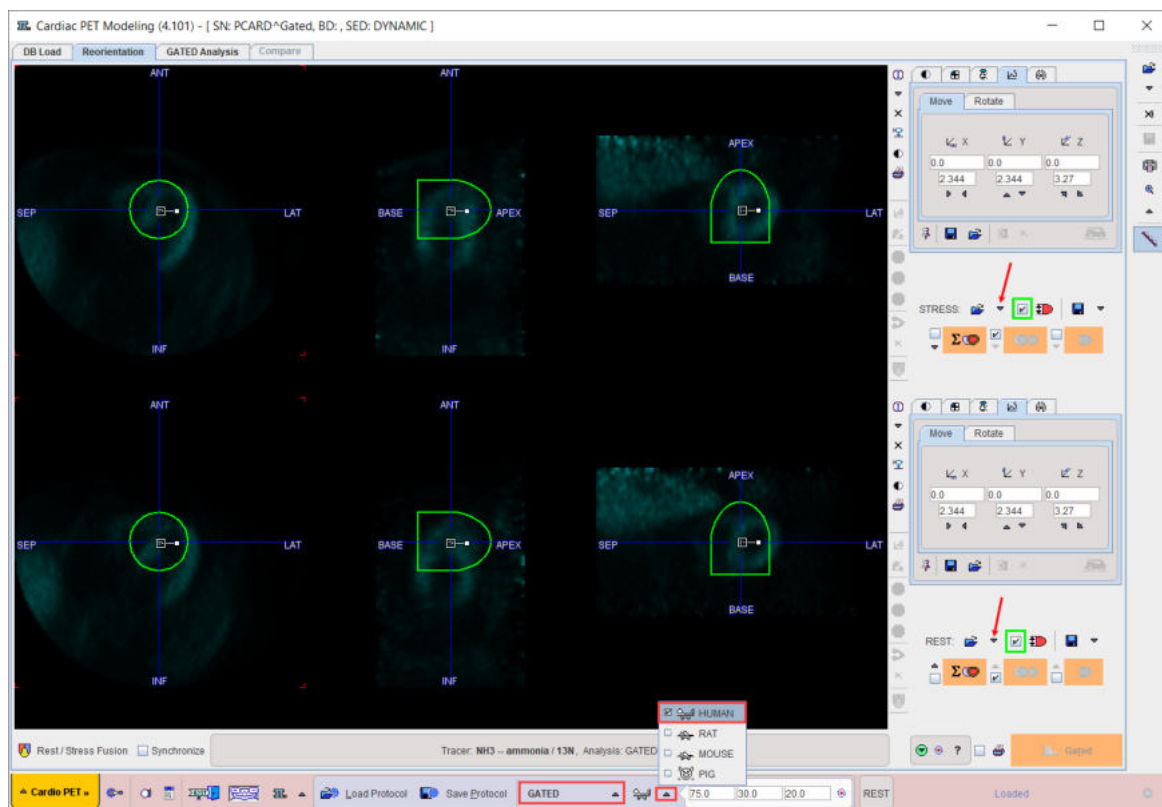 Cardiac PET Modeling (4.101) - [ SN: PCARD^Gated, BD: , SED: DYNAMIC ]
DB Load Reorientation GATED Analysis Compare
ANT
SEP LAT
INF
ANT
BASE APEX
INF
APEX
SEP
BASE
Move Rotate
X Y Z
0.0 0.0 0.0
2.344 2.344 3.27
STRESS:
Σ
ANT
SEP LAT
INF
ANT
BASE APEX
INF
APEX
SEP LAT
BASE
Move Rotate
X Y Z
0.0 0.0 0.0
2.344 2.344 3.27
REST:
Σ
HUMAN
RAT
MOUSE
PIG
Rest / Stress Fusion Synchronize Tracer: NH3 -- ammonia / 13N, Analysis: GATED ? Gated
Cardio PET Load Protocol Save Protocol GATED 75.0 30.0 20.0 REST Loaded